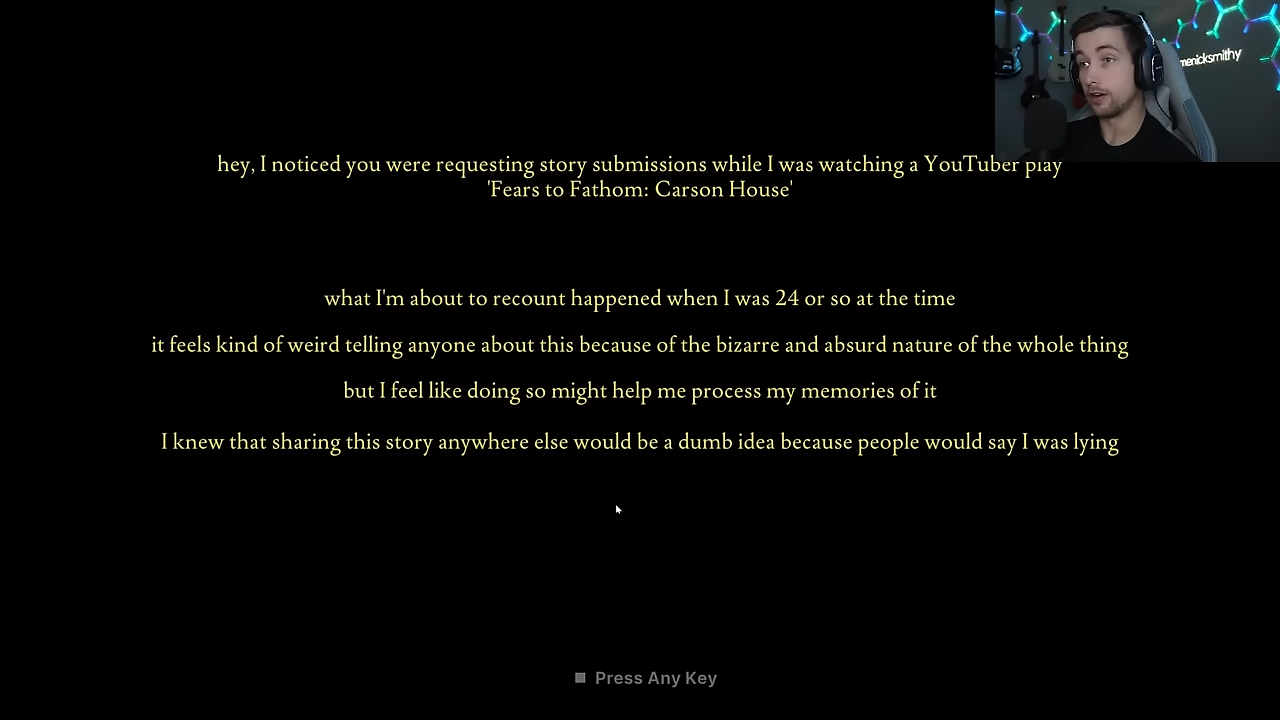 menicksmithy
hey, I noticed you were requesting story submissions while I was watching a YouTuber play
'Fears to Fathom: Carson House'
what I'm about to recount happened when I was 24 or so at the time
it feels kind of weird telling anyone about this because of the bizarre and absurd nature of the whole thing
but I feel like doing so might help me process my memories of it
I knew that sharing this story anywhere else would be a dumb idea because people would say I was lying
Press Any Key